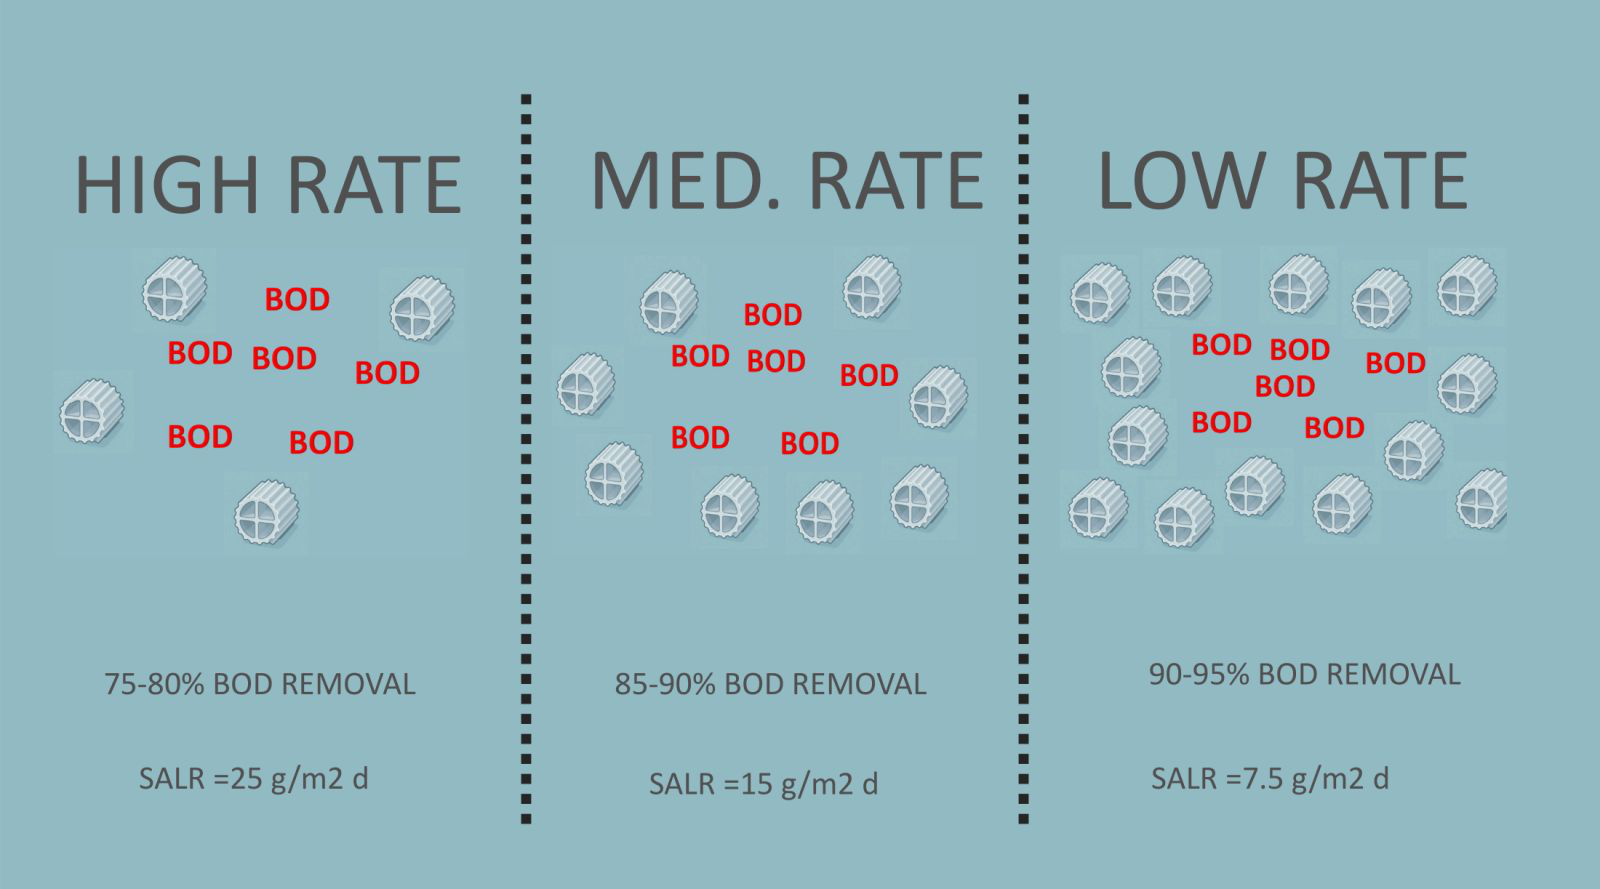 HIGH RATE
BOD
BOD BOD BOD
BOD BOD
75-80% BOD REMOVAL
SALR =25 g/m2 d
MED. RATE
BOD
BOD BOD BOD
BOD BOD
85-90% BOD REMOVAL
SALR =15 g/m2 d
LOW RATE
BOD BOD BOD
BOD
BOD BOD
90-95% BOD REMOVAL
SALR =7.5 g/m2 d